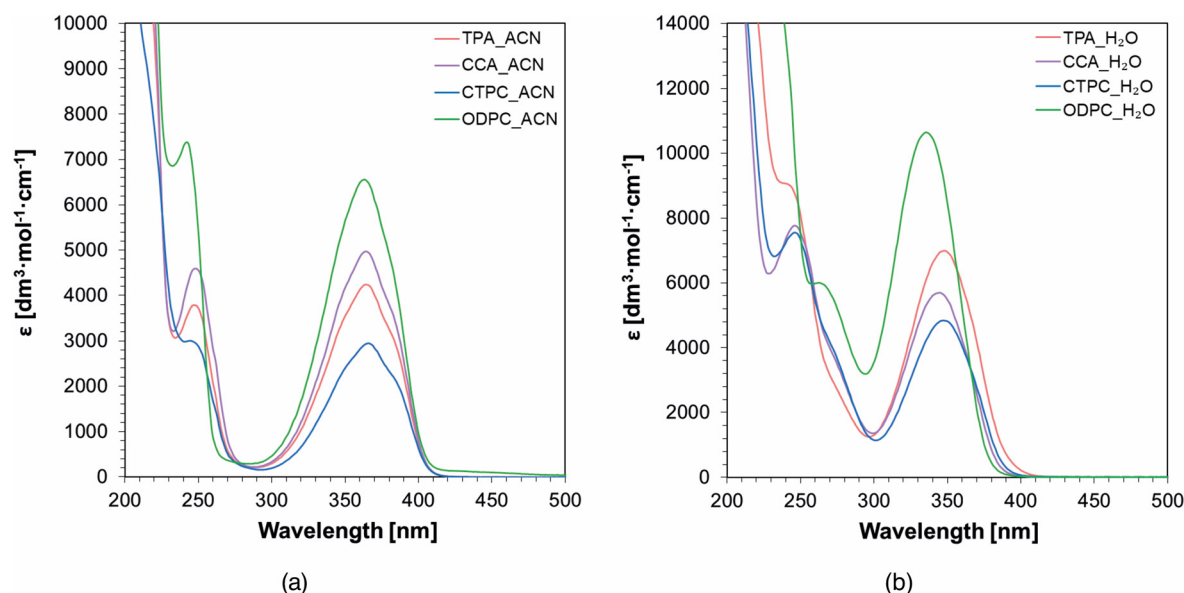 10000
9000
8000
7000
6000
5000
4000
3000
2000
1000
0
ε [dm³·mol⁻¹·cm⁻¹]
200 250 300 350 400 450 500
Wavelength [nm]
TPA_ACN
CCA_ACN
CTPC_ACN
ODPC_ACN
(a)
14000
12000
10000
8000
6000
4000
2000
0
ε [dm³·mol⁻¹·cm⁻¹]
200 250 300 350 400 450 500
Wavelength [nm]
TPA_H₂O
CCA_H₂O
CTPC_H₂O
ODPC_H₂O
(b)